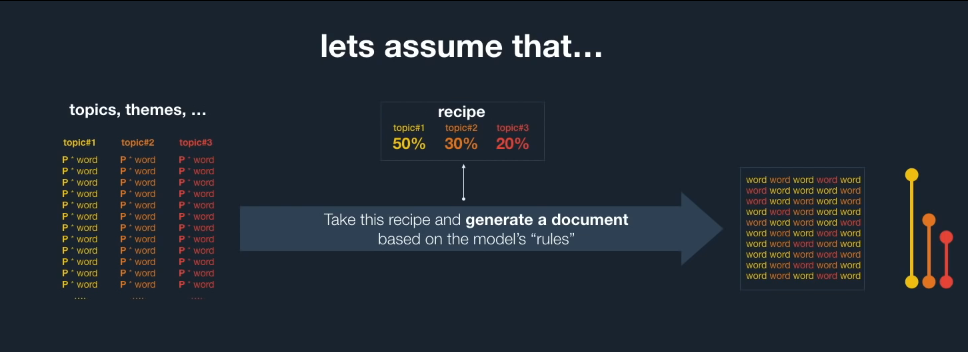 lets assume that...
topics, themes, ...
topic#1 topic#2 topic#3
P * word P * word P * word
P * word P * word P * word
P * word P * word P * word
P * word P * word P * word
P * word P * word P * word
P * word P * word P * word
P * word P * word P * word
P * word P * word P * word
P * word P * word P * word
P * word P * word P * word
P * word P * word P * word
P * word P * word P * word
.... .... ....
recipe
topic#1 topic#2 topic#3
50% 30% 20%
Take this recipe and generate a document
based on the model's “rules”
word word word word word
word word word word word
word word word word word
word word word word word
word word word word word
word word word word word
word word word word word
word word word word word
word word word word word
word word word word word